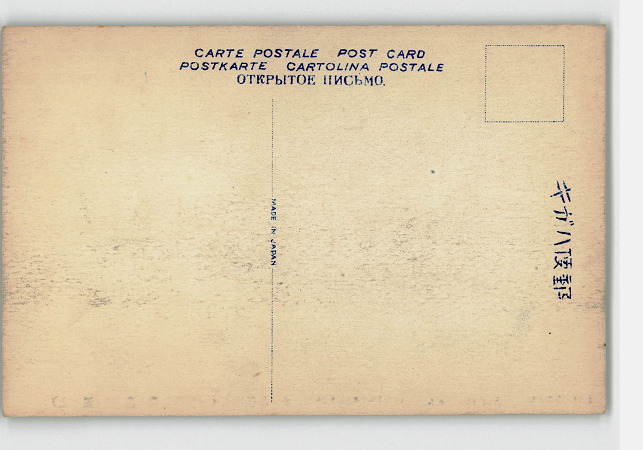 CARTE POSTALE POST CARD
POSTKARTE CARTOLINA POSTALE
ОТКРЫТОЕ ПИСЬМО.
MADE IN JAPAN
キガハ便郵